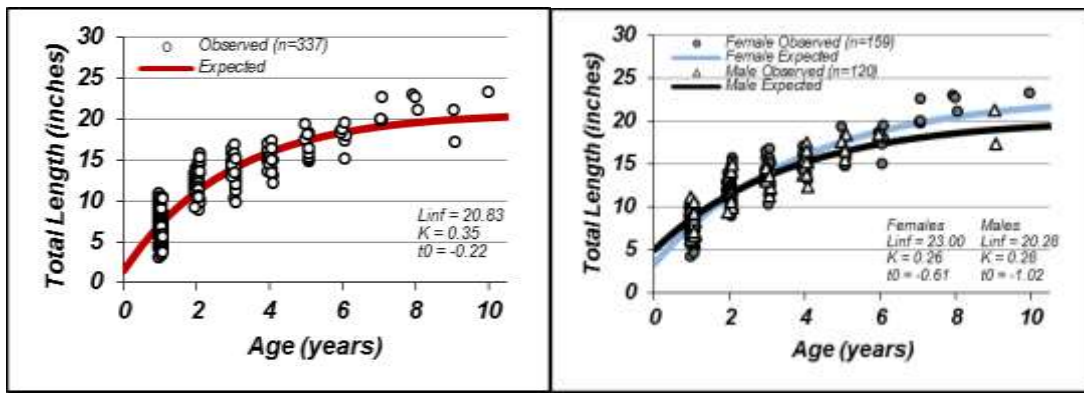 30
25
20
15
10
5
0
Total Length (inches)
Observed (n=337)
Expected
Linf = 20.83
K = 0.35
t0 = -0.22
0 2 4 6 8 10
Age (years)
30
25
20
15
10
5
0
Total Length (inches)
Female Observed (n=159)
Female Expected
Male Observed (n=120)
Male Expected
Females Males
Linf = 23.00 Linf = 20.28
K = 0.26 K = 0.26
t0 = -0.61 t0 = -1.02
0 2 4 6 8 10
Age (years)